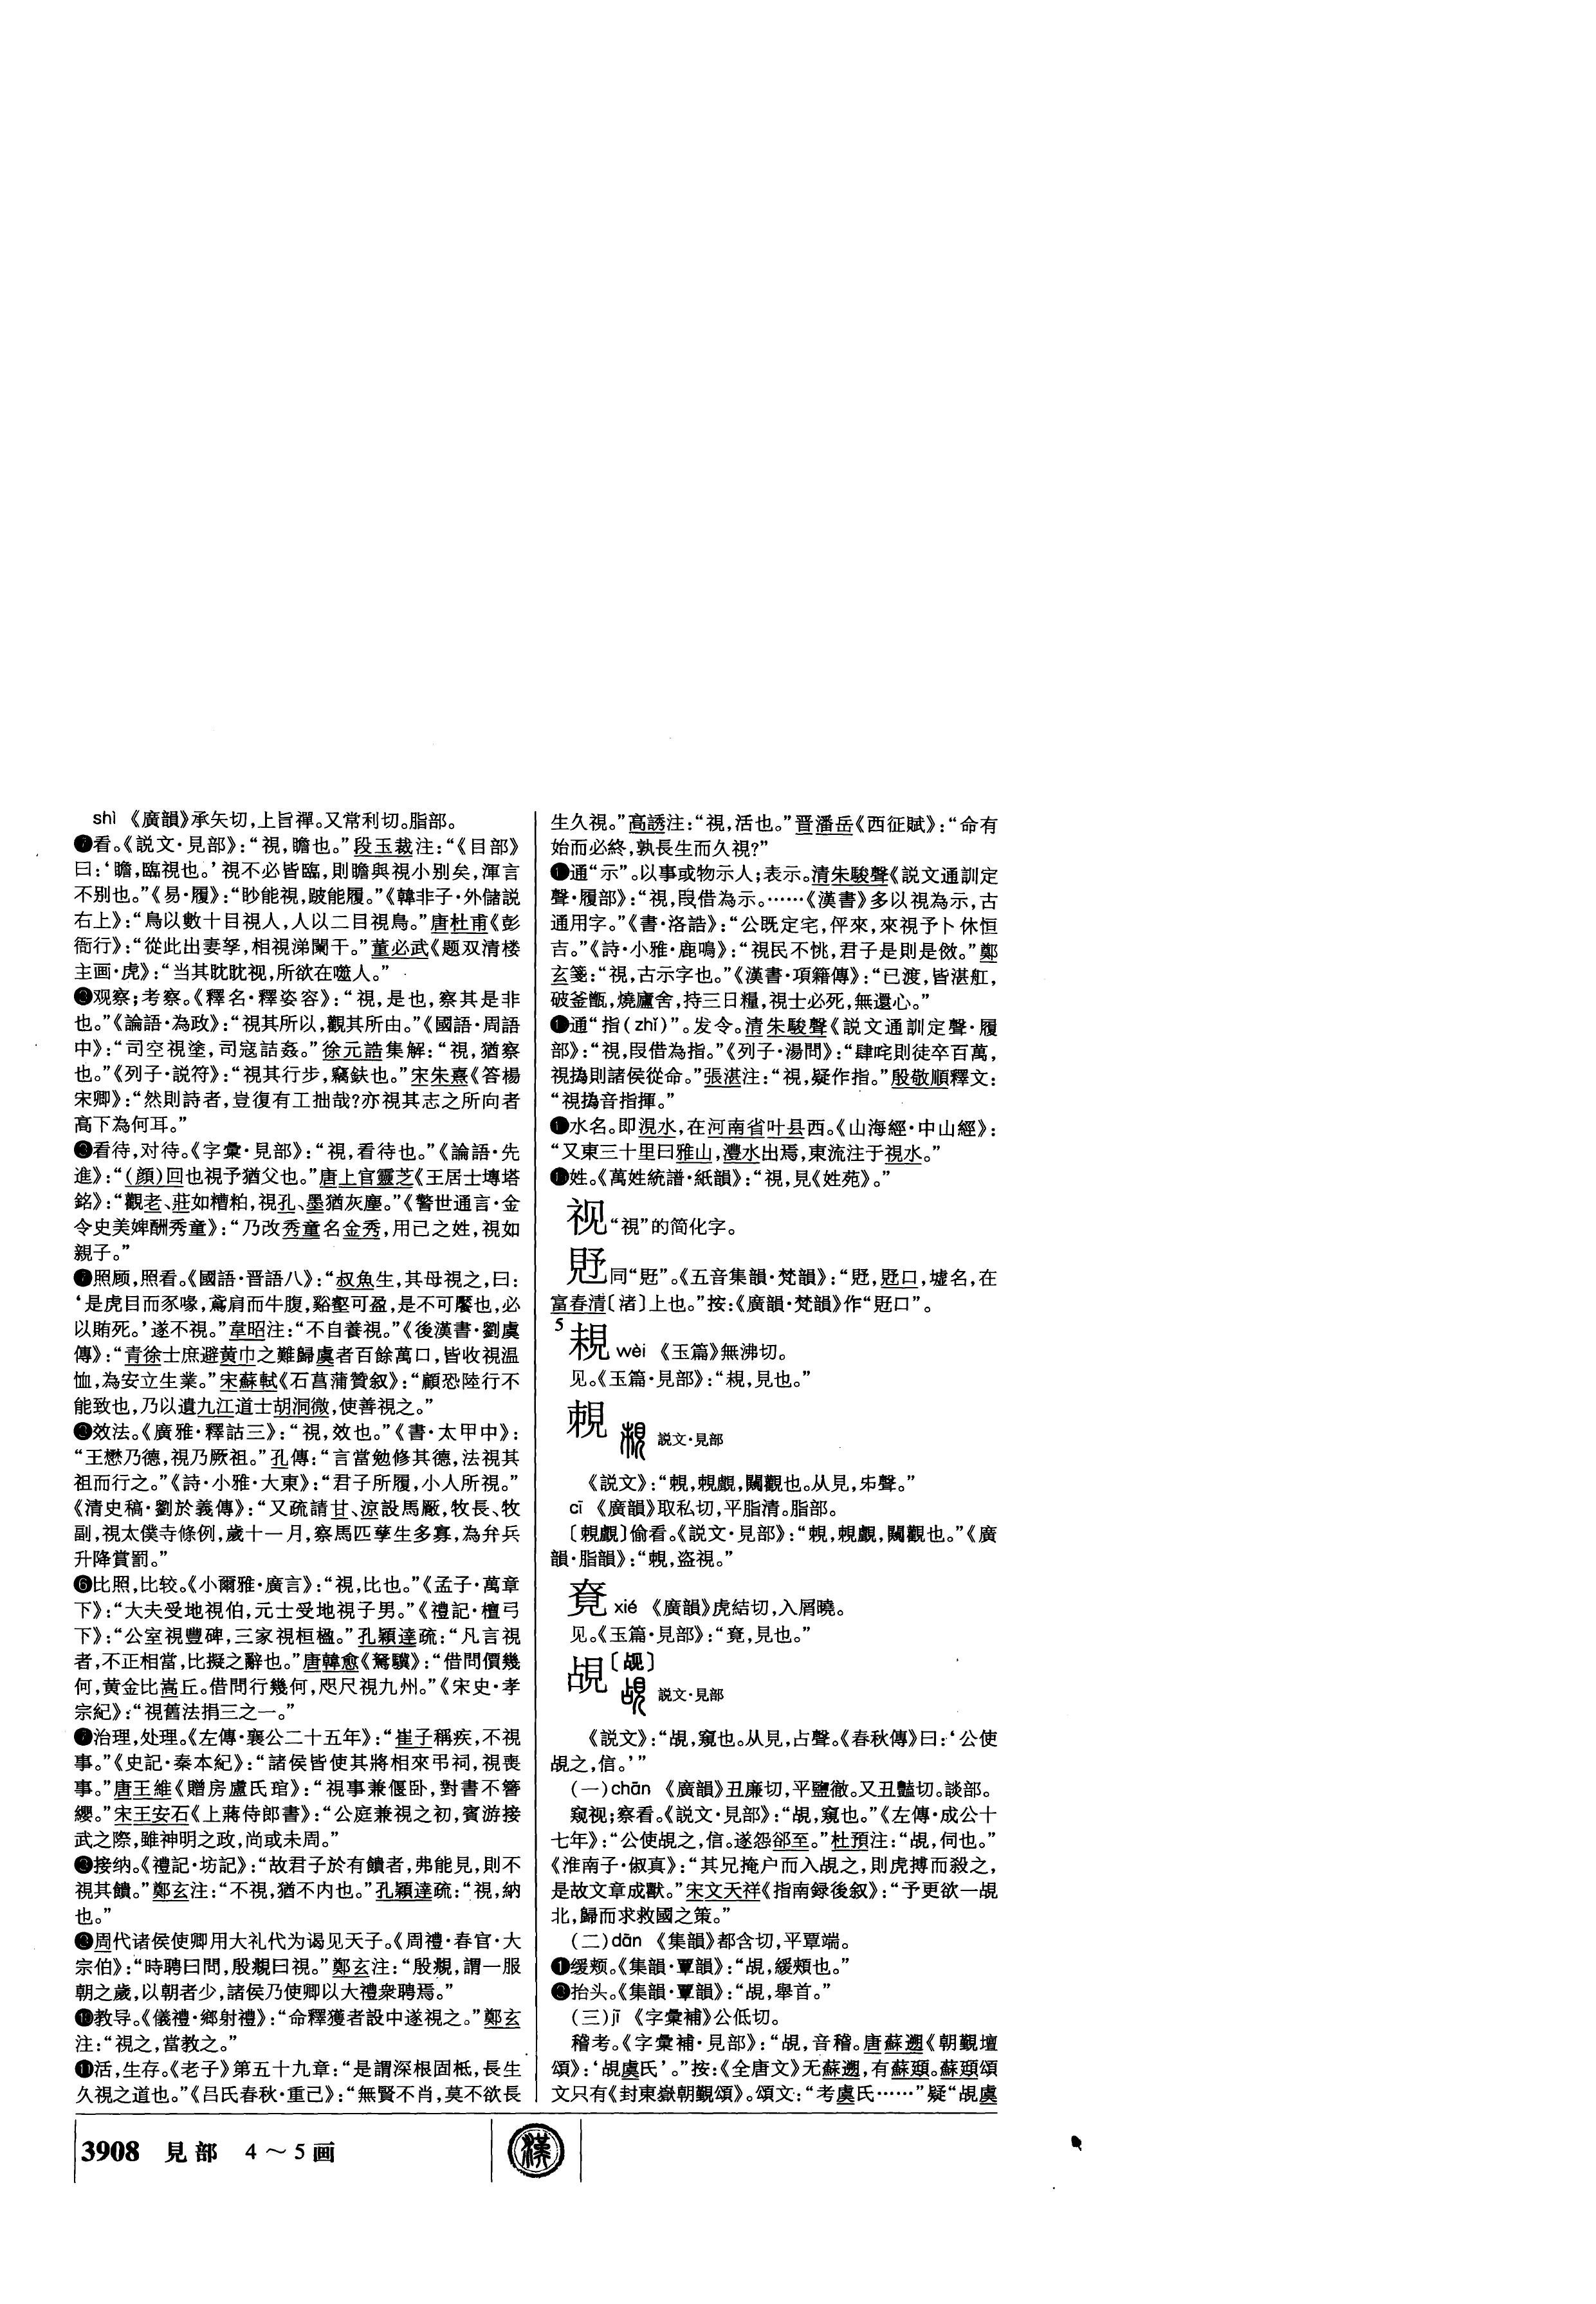 shì 《廣韻》承矢切，上旨禪。又常利切。脂部。
❶看。《説文·見部》：“視，瞻也。”段玉裁注：“《目部》
曰：‘瞻，臨視也。’視不必皆臨，則瞻與視小别矣，渾言
不别也。”《易·履》：“眇能視，跛能履。”《韓非子·外儲説
右上》：“鳥以數十目視人，人以二目視鳥。”唐杜甫《彭
衙行》：“從此出妻孥，相視涕闌干。”董必武《题双清楼
主画·虎》：“当其眈眈视，所欲在噬人。”
❷观察；考察。《釋名·釋姿容》：“視，是也，察其是非
也。”《論語·為政》：“視其所以，觀其所由。”《國語·周語
中》：“司空視塗，司寇詰姦。”徐元誥集解：“視，猶察
也。”《列子·説符》：“視其行步，竊鈇也。”宋朱熹《答楊
宋卿》：“然則詩者，豈復有工拙哉？亦視其志之所向者
高下為何耳。”
❸看待，对待。《字彙·見部》：“視，看待也。”《論語·先
進》：“(顔)回也視予猶父也。”唐上官靈芝《王居士塼塔
銘》：“觀老、莊如糟粕，視孔、墨猶灰塵。”《警世通言·金
令史美婢酬秀童》：“乃改秀童名金秀，用己之姓，視如
親子。”
❹照顾，照看。《國語·晋語八》：“叔魚生，其母視之，曰：
‘是虎目而豕喙，鳶肩而牛腹，谿壑可盈，是不可饜也，必
以賄死。’遂不視。”韋昭注：“不自養視。”《後漢書·劉虞
傳》：“青徐士庶避黄巾之難歸虞者百餘萬口，皆收視温
恤，為安立生業。”宋蘇軾《石菖蒲贊叙》：“顧恐陸行不
能致也，乃以遺九江道士胡洞微，使善視之。”
❺效法。《廣雅·釋詁三》：“視，效也。”《書·太甲中》：
“王懋乃德，視乃厥祖。”孔傳：“言當勉修其德，法視其
祖而行之。”《詩·小雅·大東》：“君子所履，小人所視。”
《清史稿·劉於義傳》：“又疏請甘、涼設馬厰，牧長、牧
副，視太僕寺條例，歲十一月，察馬匹孳生多寡，為弁兵
升降賞罰。”
❻比照，比较。《小爾雅·廣言》：“視，比也。”《孟子·萬章
下》：“大夫受地視伯，元士受地視子男。”《禮記·檀弓
下》：“公室視豐碑，三家視桓楹。”孔穎達疏：“凡言視
者，不正相當，比擬之辭也。”唐韓愈《駑驥》：“借問價幾
何，黄金比嵩丘。借問行幾何，咫尺視九州。”《宋史·孝
宗紀》：“視舊法捐三之一。”
❼治理，处理。《左傳·襄公二十五年》：“崔子稱疾，不視
事。”《史記·秦本紀》：“諸侯皆使其將相來弔祠，視喪
事。”唐王維《贈房盧氏琯》：“視事兼偃卧，對書不簪
纓。”宋王安石《上蔣侍郎書》：“公庭兼視之初，賓游接
武之際，雖神明之政，尚或未周。”
❽接纳。《禮記·坊記》：“故君子於有饋者，弗能見，則不
視其饋。”鄭玄注：“不視，猶不内也。”孔穎達疏：“視，納
也。”
❾周代诸侯使卿用大礼代为谒见天子。《周禮·春官·大
宗伯》：“時聘曰問，殷覜曰視。”鄭玄注：“殷覜，謂一服
朝之歲，以朝者少，諸侯乃使卿以大禮衆聘焉。”
❿教导。《儀禮·鄉射禮》：“命釋獲者設中遂視之。”鄭玄
注：“視之，當教之。”
⓫活，生存。《老子》第五十九章：“是謂深根固柢，長生
久視之道也。”《吕氏春秋·重己》：“無賢不肖，莫不欲長
生久視。”高誘注：“視，活也。”晋潘岳《西征賦》：“命有
始而必終，孰長生而久視？”
⓬通“示”。以事或物示人；表示。清朱駿聲《説文通訓定
聲·履部》：“視，叚借為示。……《漢書》多以視為示，古
通用字。”《書·洛誥》：“公既定宅，伻來，來視予卜休恒
吉。”《詩·小雅·鹿鳴》：“視民不恌，君子是則是傚。”鄭
玄箋：“視，古示字也。”《漢書·項籍傳》：“已渡，皆湛舡，
破釜甑，燒廬舍，持三日糧，視士必死，無還心。”
⓭通“指(zhǐ)”。发令。清朱駿聲《説文通訓定聲·履
部》：“視，叚借為指。”《列子·湯問》：“肆咤則徒卒百萬，
視撝則諸侯從命。”張湛注：“視，疑作指。”殷敬順釋文：
“視撝音指揮。”
⓮水名。即涀水，在河南省叶县西。《山海經·中山經》：
“又東三十里曰雅山，灃水出焉，東流注于視水。”
⓯姓。《萬姓統譜·紙韻》：“視，見《姓苑》。”
视 “視”的简化字。
同“䙺”。《五音集韻·梵韻》：“，口，墟名，在
富春清〔渚〕上也。”按：《廣韻·梵韻》作“口”。
5
䙿 wèi 《玉篇》無沸切。
见。《玉篇·見部》：“䙿，見也。”
䙾 説文·見部
《説文》：“䙾，䙾覰，闚觀也。从見，𠂔聲。”
cī 《廣韻》取私切，平脂清。脂部。
〔䙾覰〕偷看。《説文·見部》：“䙾，䙾覰，闚觀也。”《廣
韻·脂韻》：“䙾，盗視。”
xié 《廣韻》虎結切，入屑曉。
见。《玉篇·見部》：“，見也。”
覘〔觇〕
説文·見部
《説文》：“覘，窺也。从見，占聲。《春秋傳》曰：‘公使
覘之，信。’”
(一)chān 《廣韻》丑廉切，平鹽徹。又丑豔切。談部。
窥视；察看。《説文·見部》：“覘，窺也。”《左傳·成公十
七年》：“公使覘之，信。遂怨郤至。”杜預注：“覘，伺也。”
《淮南子·俶真》：“其兄掩户而入覘之，則虎搏而殺之，
是故文章成獸。”宋文天祥《指南録後叙》：“予更欲一覘
北，歸而求救國之策。”
(二)dān 《集韻》都含切，平覃端。
❶缓颊。《集韻·覃韻》：“覘，緩頰也。”
❷抬头。《集韻·覃韻》：“覘，舉首。”
(三)jī 《字彙補》公低切。
稽考。《字彙補·見部》：“覘，音稽。唐蘇遡《朝覲壇
頌》：‘覘虞氏’。”按：《全唐文》无蘇遡，有蘇頲。蘇頲頌
文只有《封東嶽朝覲頌》。頌文：“考虞氏……”疑“覘虞
3908 見部 4～5画
漢